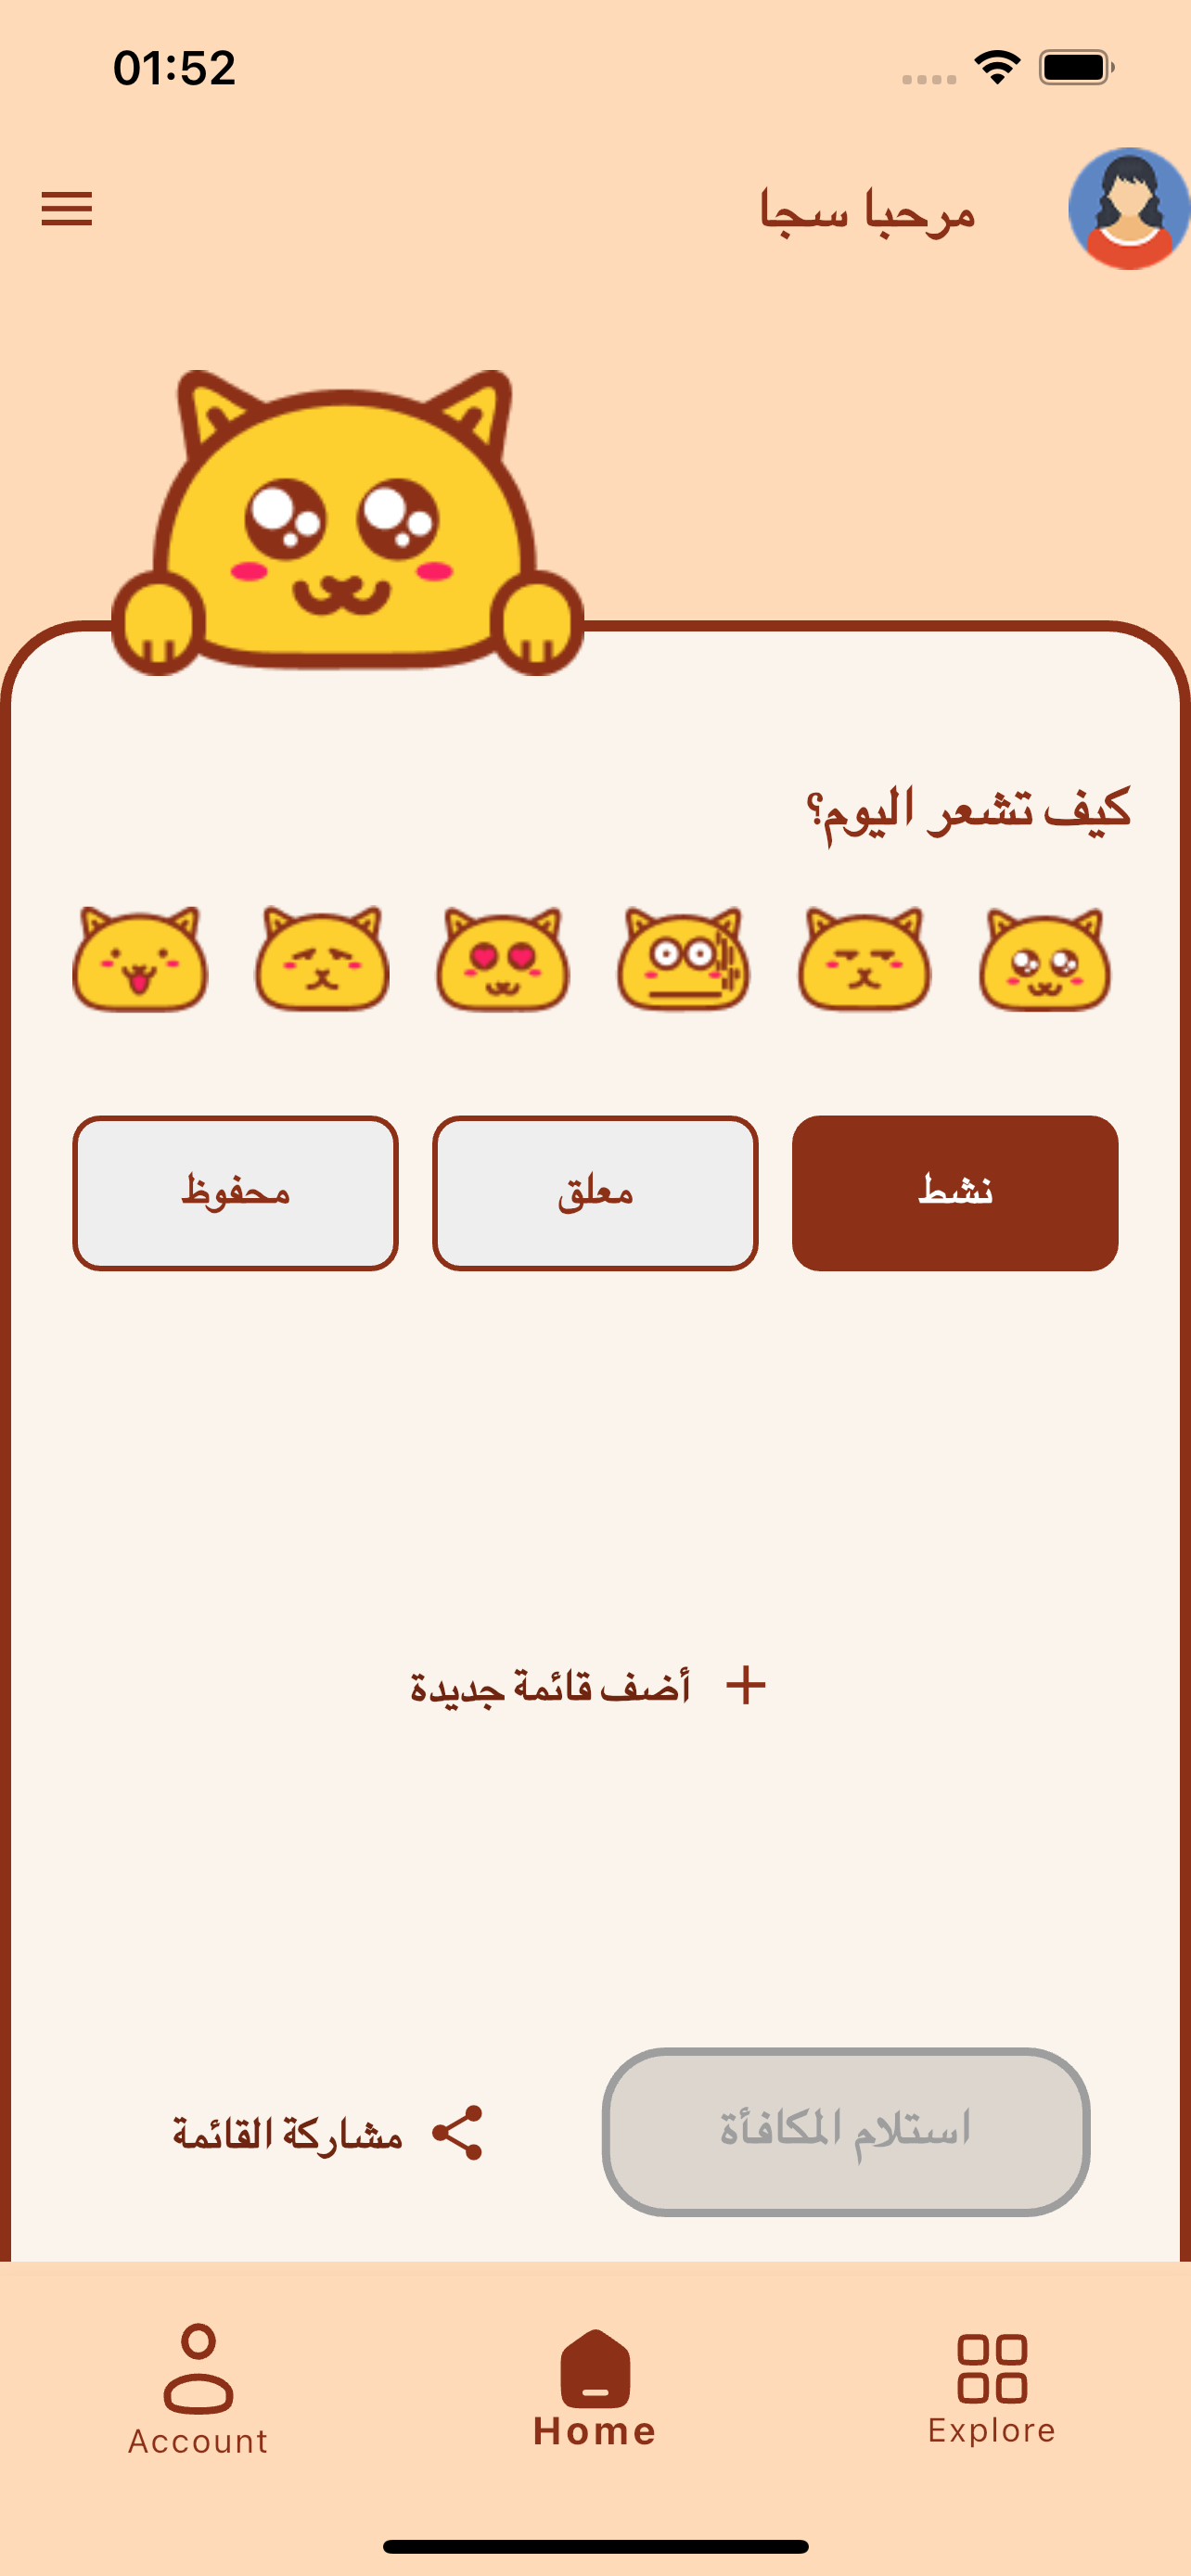 01:52
مرحبا سجا
كيف تشعر اليوم؟
نشط
معلق
محفوظ
أضف قائمة جديدة
استلام المكافأة
مشاركة القائمة
Explore
Home
Account